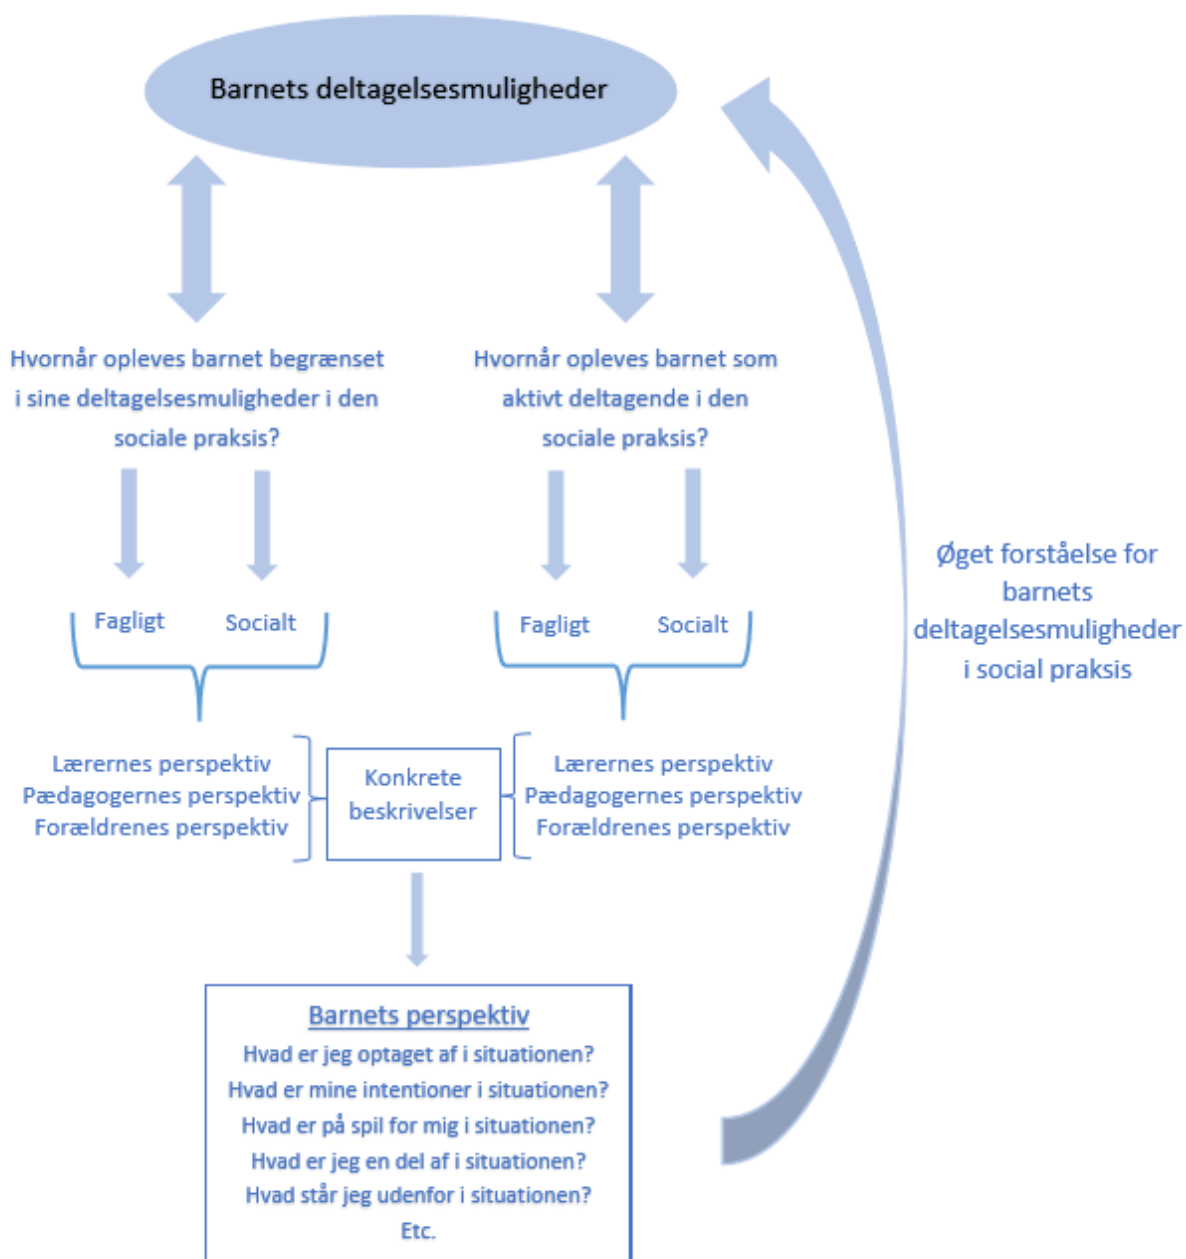 Barnets deltagelsesmuligheder
Hvornår opleves barnet begrænset
i sine deltagelsesmuligheder i den
sociale praksis?
Hvornår opleves barnet som
aktivt deltagende i den
sociale praksis?
Fagligt
Socialt
Fagligt
Socialt
Øget forståelse for
barnets
deltagelsesmuligheder
i social praksis
Lærernes perspektiv
Pædagogernes perspektiv
Forældrenes perspektiv
Konkrete
beskrivelser
Lærernes perspektiv
Pædagogernes perspektiv
Forældrenes perspektiv
Barnets perspektiv
Hvad er jeg optaget af i situationen?
Hvad er mine intentioner i situationen?
Hvad er på spil for mig i situationen?
Hvad er jeg en del af i situationen?
Hvad står jeg udenfor i situationen?
Etc.